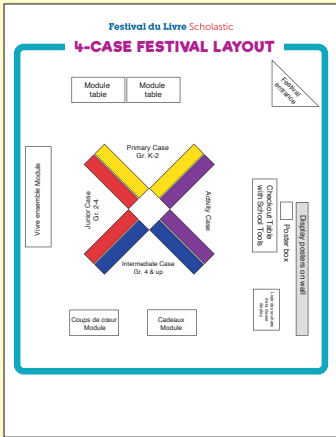 Festival du Livre Scholastic
4-CASE FESTIVAL LAYOUT
Module
table
Module
table
Festival
entrance
Primary Case
Gr. K-2
Vivre ensemble Module
Junior Case
Gr. 2-4
Activity Case
Checkout Table
with School Tools
Poster box
Display posters on wall
Intermediate Case
Gr. 4 & up
Coups de cœur
Module
Cadeaux
Module
display